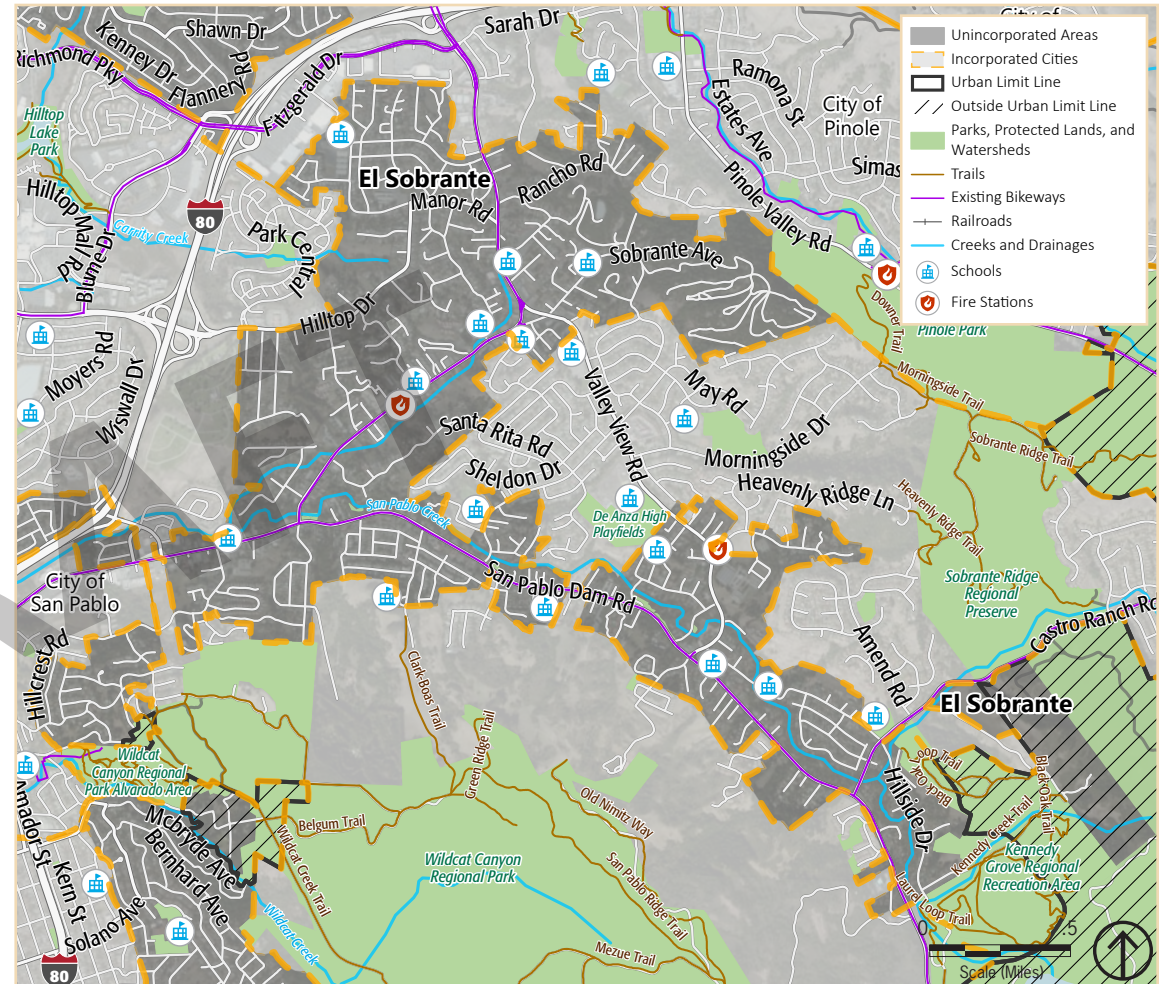 Shawn Dr
Sarah Dr
City of
Kenney Dr
Richmond Pky
Flannery Rd
Fitzgerald Dr
Ramona St
Estates Ave
City of
Pinole
Simas
Hilltop
Lake
Park
El Sobrante
Rancho Rd
Manor Rd
Pinole Valley Rd
Hilltop Mall Rd
80
Garrity Creek
Park Central
Blume Dr
Sobrante Ave
Hilltop Dr
Downer Trail
Pinole Park
Moyers Rd
Wiswall Dr
Valley View Rd
May Rd
Morningside Trail
Santa Rita Rd
Morningside Dr
Sobrante Ridge Trail
Sheldon Dr
Heavenly Ridge Ln
San Pablo Creek
De Anza High
Playfields
Heavenly Ridge Trail
City of
San Pablo
San Pablo Dam Rd
Sobrante Ridge
Regional
Preserve
Castro Ranch Rd
Hillcrest Rd
Amend Rd
Clark-Boas Trail
El Sobrante
Green Ridge Trail
Wildcat
Canyon Regional
Park Alvarado Area
Loop Trail
Black Oak
Black Oak Trail
Hillside Dr
Amador St
Mcbryde Ave
Bernhard Ave
Belgum Trail
Wildcat Creek Trail
Old Nimitz Way
San Pablo Ridge Trail
Kennedy Creek Trail
Kennedy
Grove Regional
Recreation Area
Wildcat Canyon
Regional Park
Kern St
Laurel Loop Trail
Solano Ave
Wildcat Creek
Mezue Trail
80
Unincorporated Areas
Incorporated Cities
Urban Limit Line
Outside Urban Limit Line
Parks, Protected Lands, and
Watersheds
Trails
Existing Bikeways
Railroads
Creeks and Drainages
Schools
Fire Stations
0 .5
Scale (Miles)